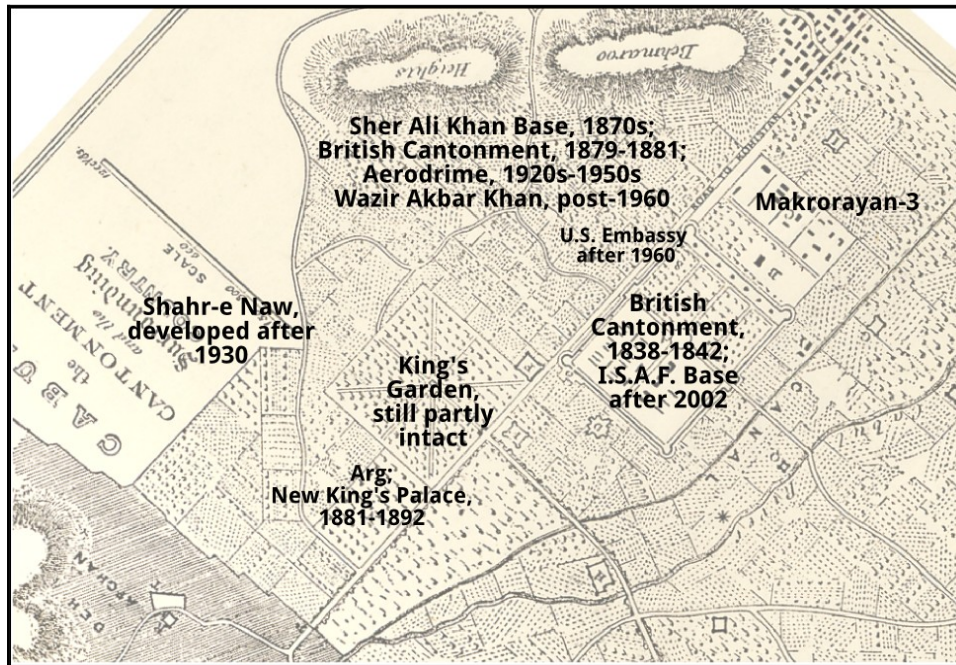 Heights
Behmaroo
Sher Ali Khan Base, 1870s;
British Cantonment, 1879-1881;
Aerodrime, 1920s-1950s
Wazir Akbar Khan, post-1960
ROAD TO KOHISTAN
Makrorayan-3
U.S. Embassy
after 1960
SCALE
Shahr-e Naw,
developed after
1930
CABUL
the
CANTONMENT
and the
Surrounding
COUNTRY.
British
Cantonment,
1838-1842;
I.S.A.F. Base
after 2002
King's
Garden,
still partly
intact
CANAL
Arg;
New King's Palace,
1881-1892
DEH AFGHAN